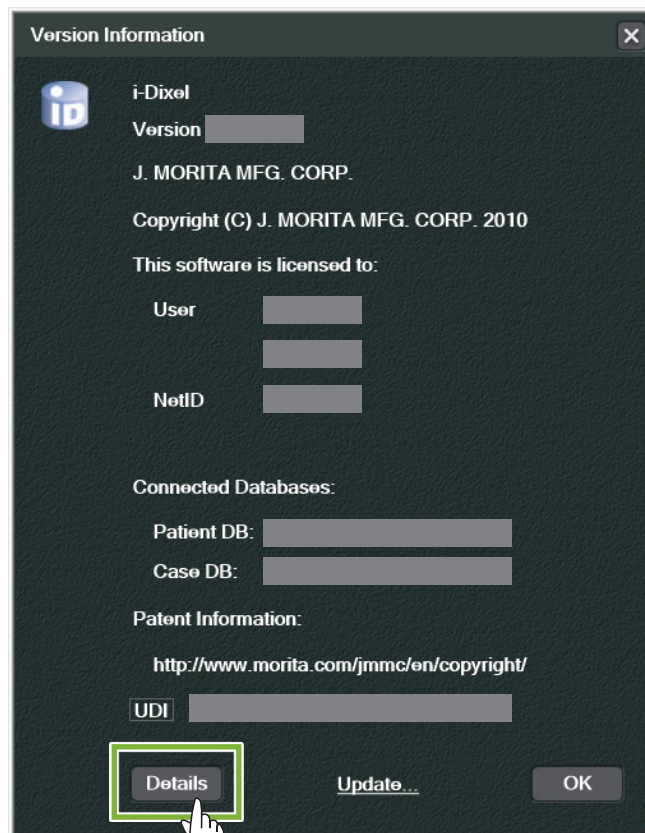 Version Information
iD
i-Dixel
Version
J. MORITA MFG. CORP.
Copyright (C) J. MORITA MFG. CORP. 2010
This software is licensed to:
User
NetID
Connected Databases:
Patient DB:
Case DB:
Patent Information:
http://www.morita.com/jmmc/en/copyright/
UDI
Details Update... OK